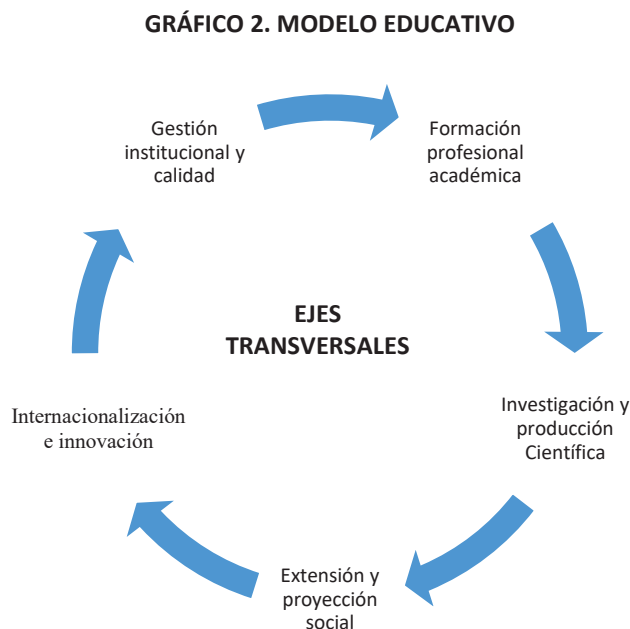 GRÁFICO 2. MODELO EDUCATIVO
Gestión
institucional y
calidad
Formación
profesional
académica
EJES
TRANSVERSALES
Internacionalización
e innovación
Investigación y
producción
Científica
Extensión y
proyección
social